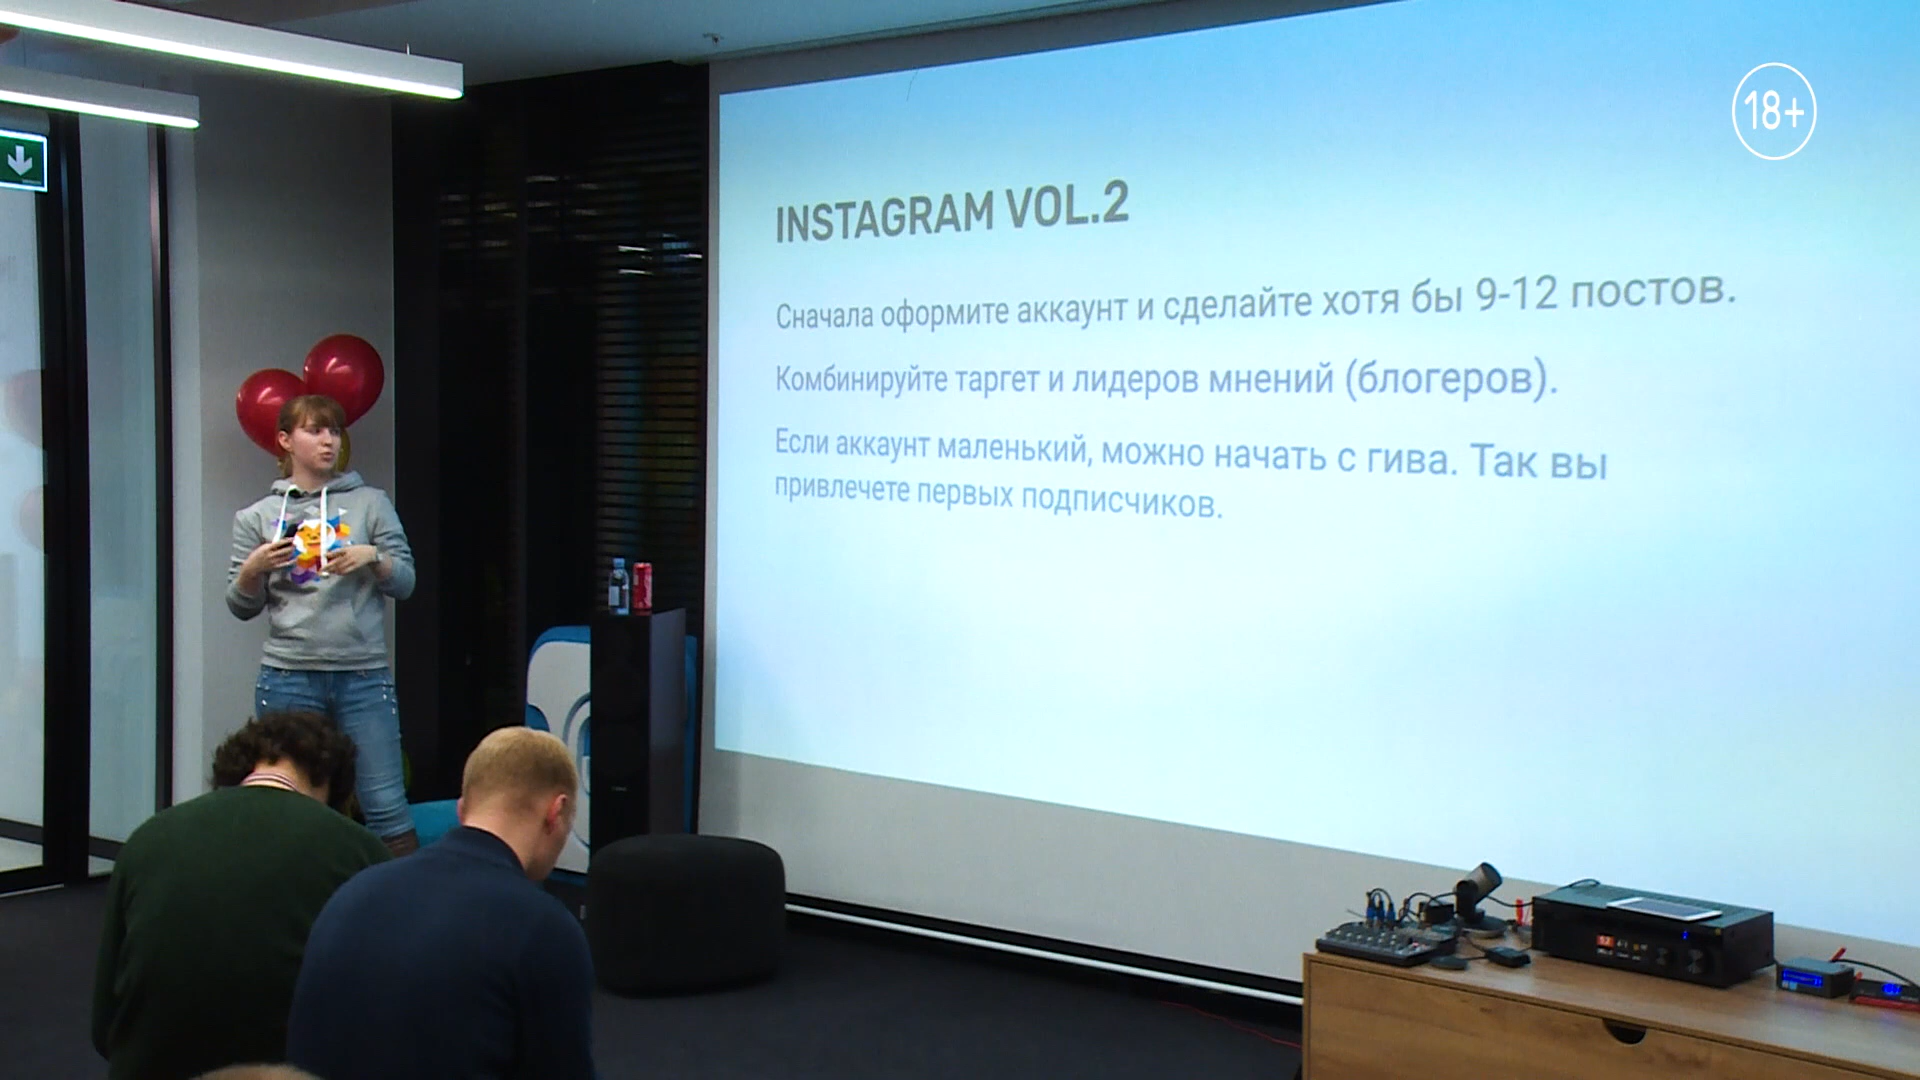 18+
INSTAGRAM VOL.2
Сначала оформите аккаунт и сделайте хотя бы 9-12 постов.
Комбинируйте таргет и лидеров мнений (блогеров).
Если аккаунт маленький, можно начать с гива. Так вы
привлечете первых подписчиков.